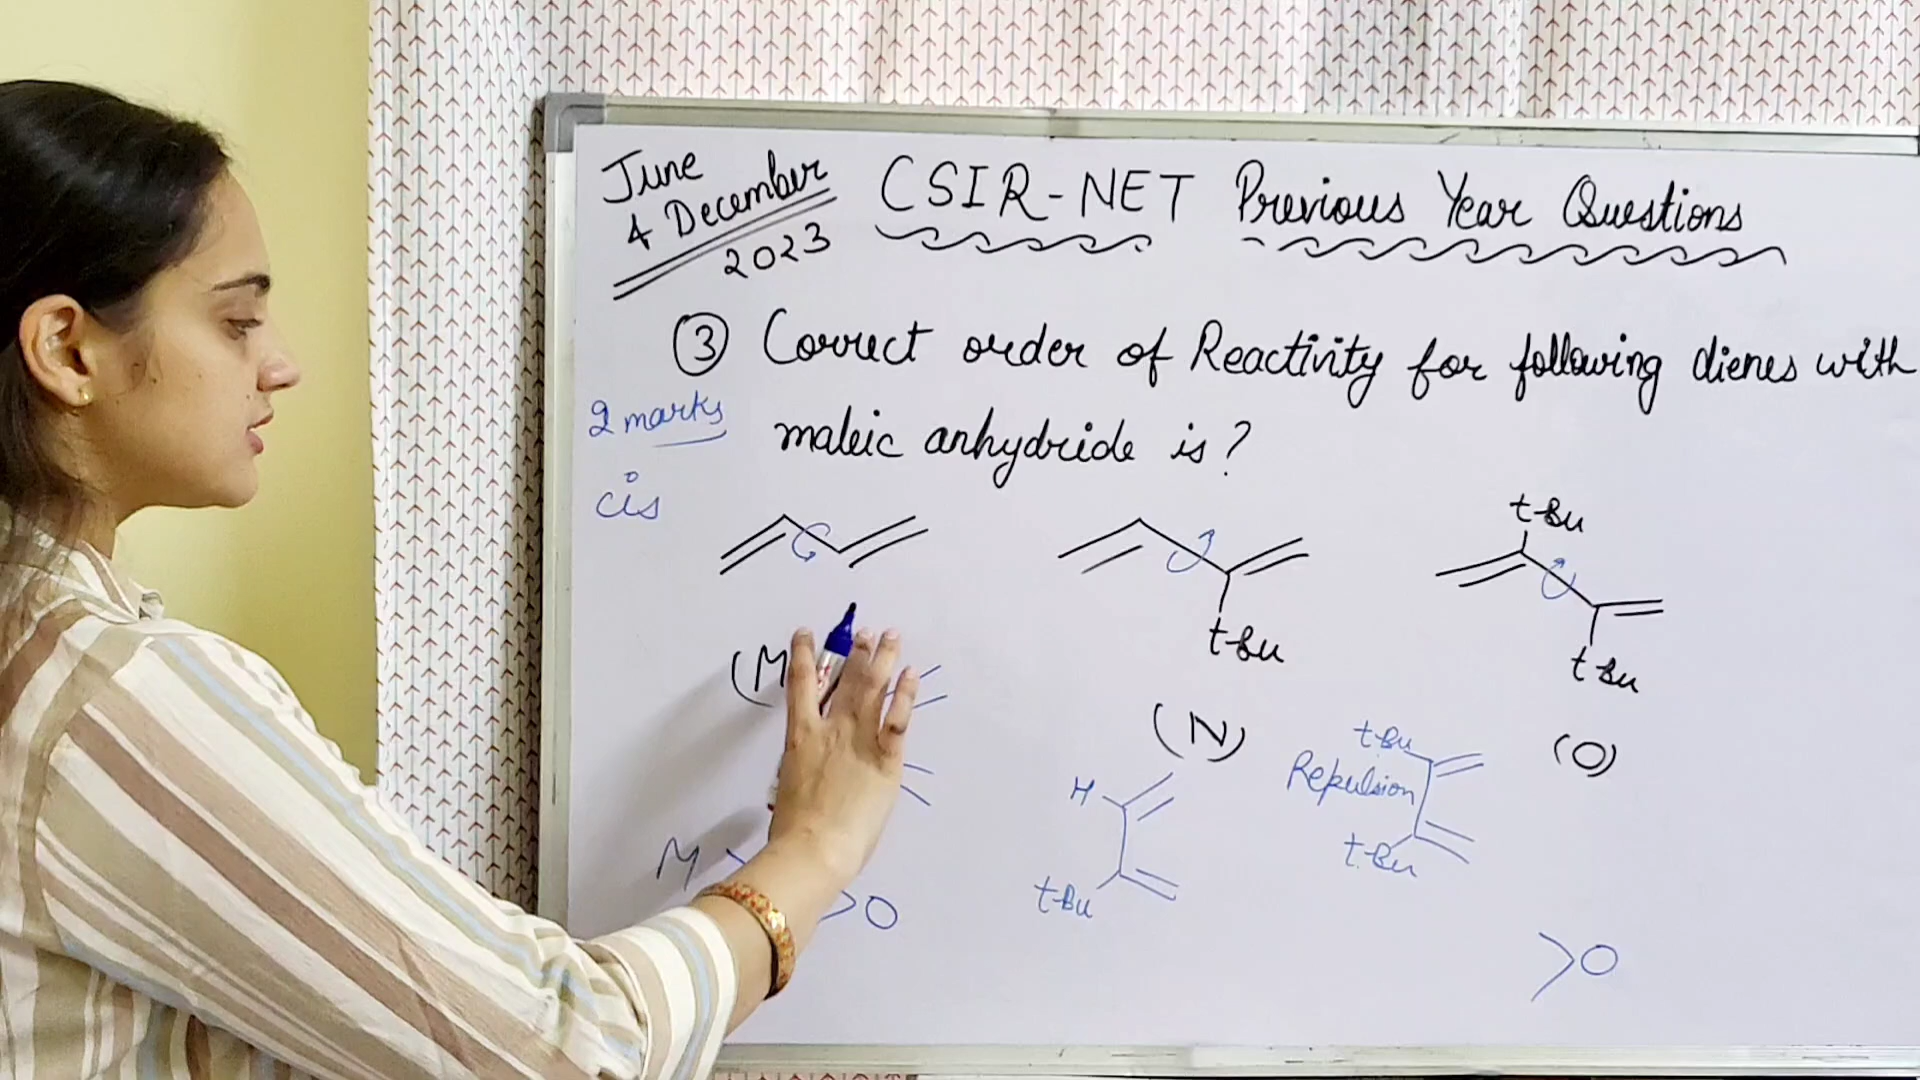 June
& December
2023
CSIR-NET Previous Year Questions
③ Correct order of Reactivity for following dienes with
2 marks
maleic anhydride is?
cis
t-Bu
t-Bu
t-Bu
(M
(N)
(O)
t-Bu
Repulsion
t-Bu
H
t-Bu
M > O
> O